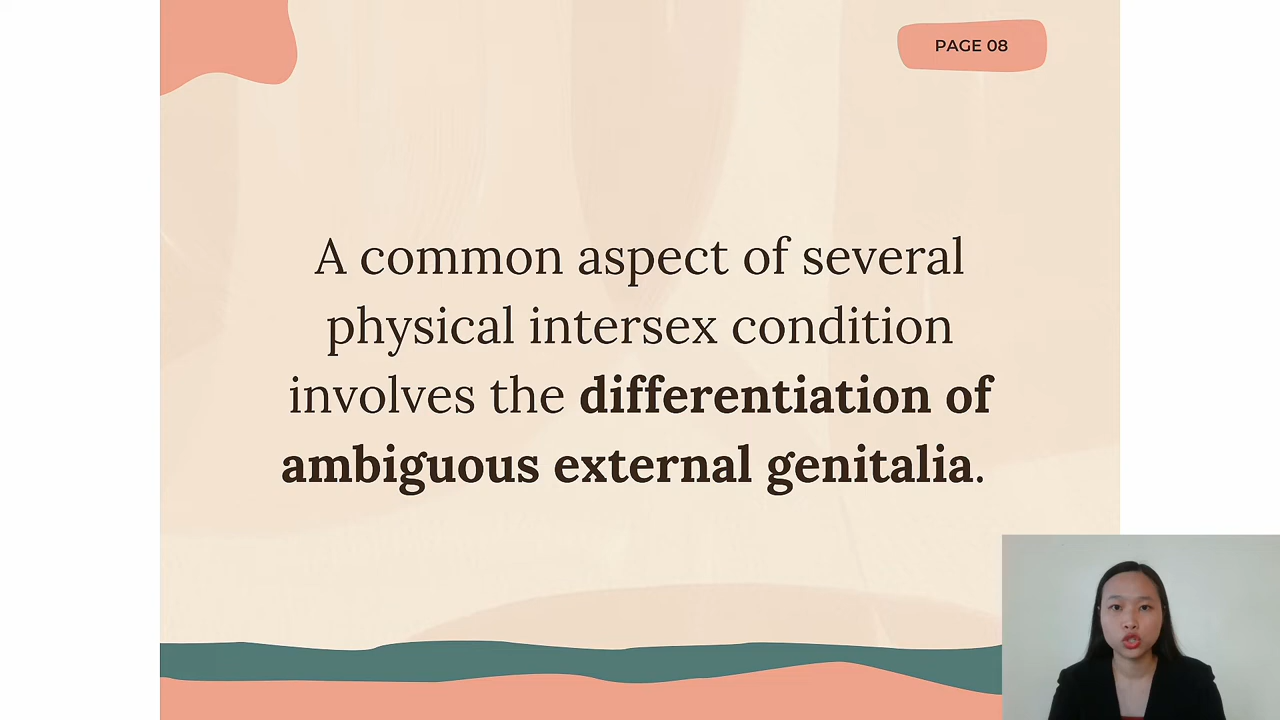 PAGE 08
A common aspect of several
physical intersex condition
involves the differentiation of
ambiguous external genitalia.